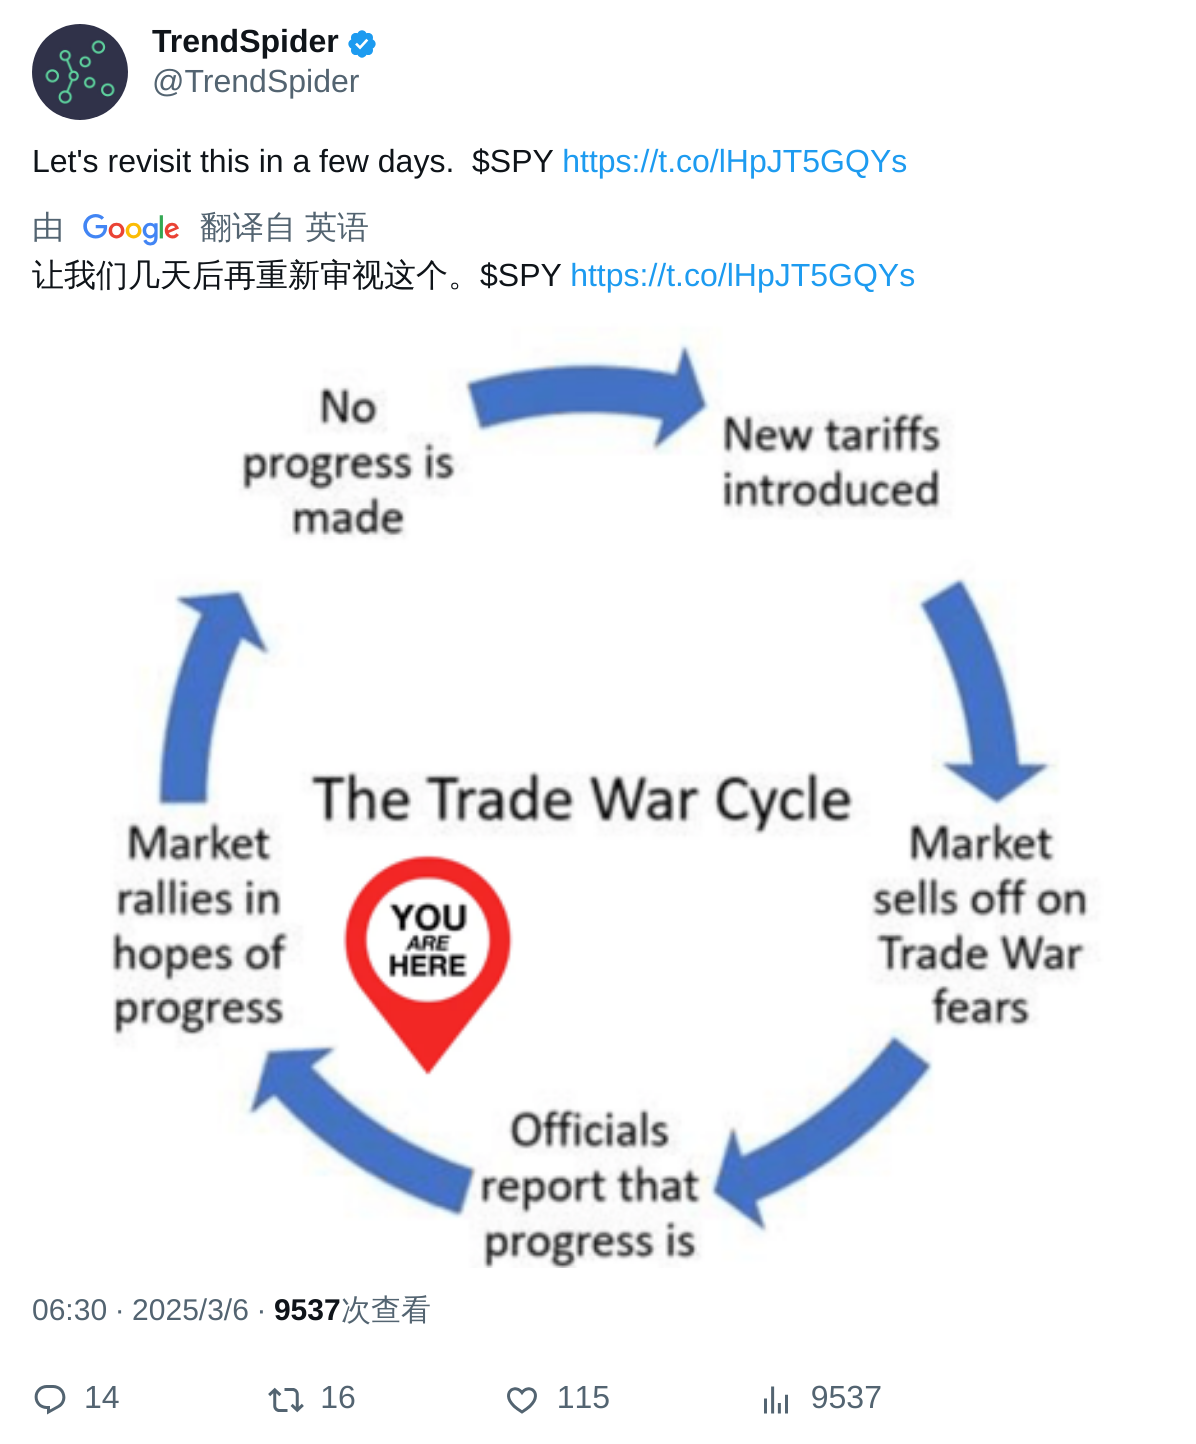 TrendSpider
@TrendSpider
Let's revisit this in a few days.  $SPY https://t.co/lHpJT5GQYs
由 Google 翻译自 英语
让我们几天后再重新审视这个。$SPY https://t.co/lHpJT5GQYs
No
progress is
made
New tariffs
introduced
The Trade War Cycle
Market
rallies in
hopes of
progress
YOU
ARE
HERE
Market
sells off on
Trade War
fears
Officials
report that
progress is
06:30 · 2025/3/6 · 9537次查看
14 16 115 9537